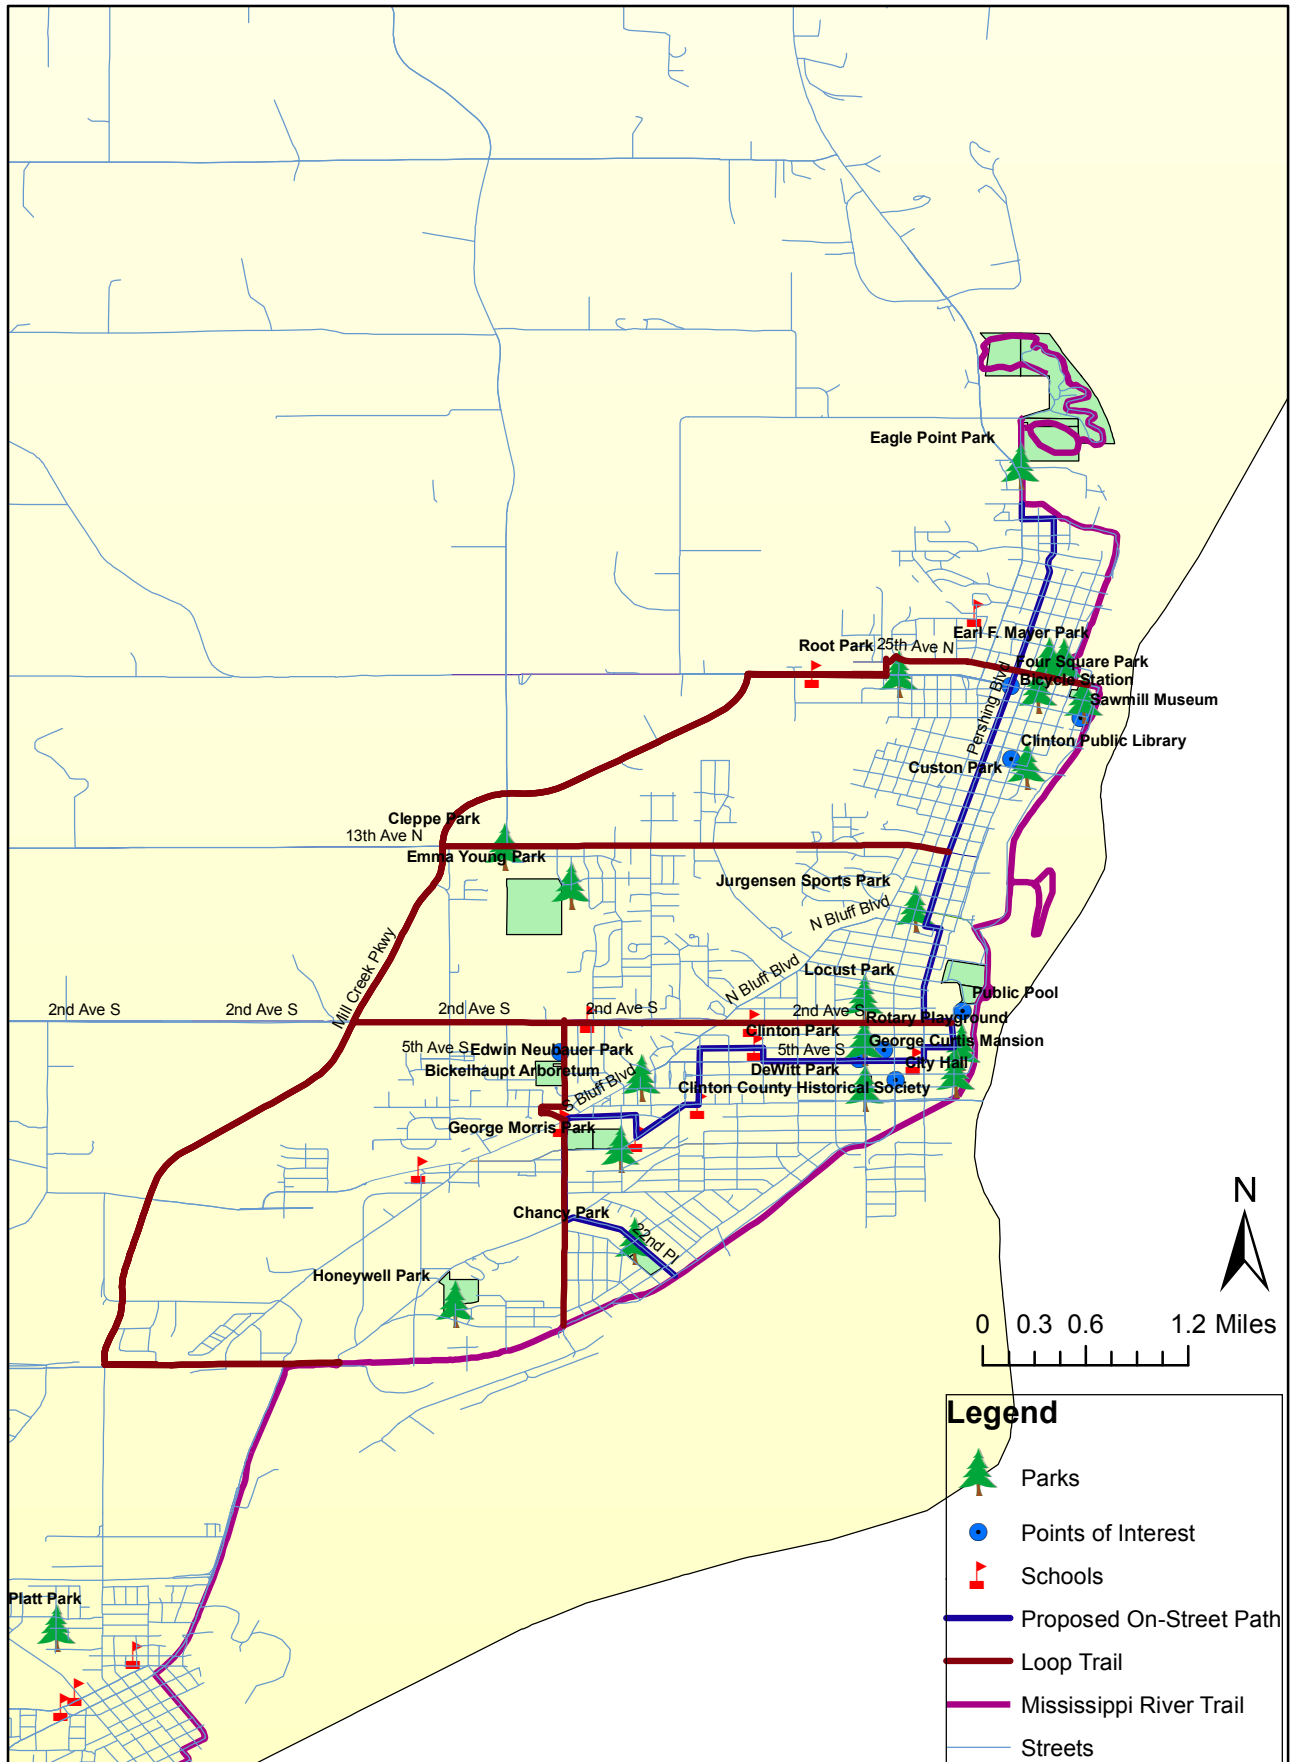 Eagle Point Park
Earl F. Mayer Park
Root Park
25th Ave N
Four Square Park
Bicycle Station
Sawmill Museum
Pershing Blvd
Clinton Public Library
Custon Park
Cleppe Park
13th Ave N
Emma Young Park
Jurgensen Sports Park
N Bluff Blvd
Mill Creek Pkwy
N Bluff Blvd
Locust Park
Public Pool
2nd Ave S
2nd Ave S
2nd Ave S
2nd Ave S
2nd Ave S
Rotary Playground
Clinton Park
George Curtis Mansion
5th Ave S
Edwin Neubauer Park
5th Ave S
City Hall
Bickelhaupt Arboretum
DeWitt Park
S Bluff Blvd
Clinton County Historical Society
George Morris Park
Chancy Park
22nd Pl
Honeywell Park
N
0 0.3 0.6 1.2 Miles
Legend
Parks
Points of Interest
Schools
Proposed On-Street Path
Loop Trail
Mississippi River Trail
Streets
Platt Park